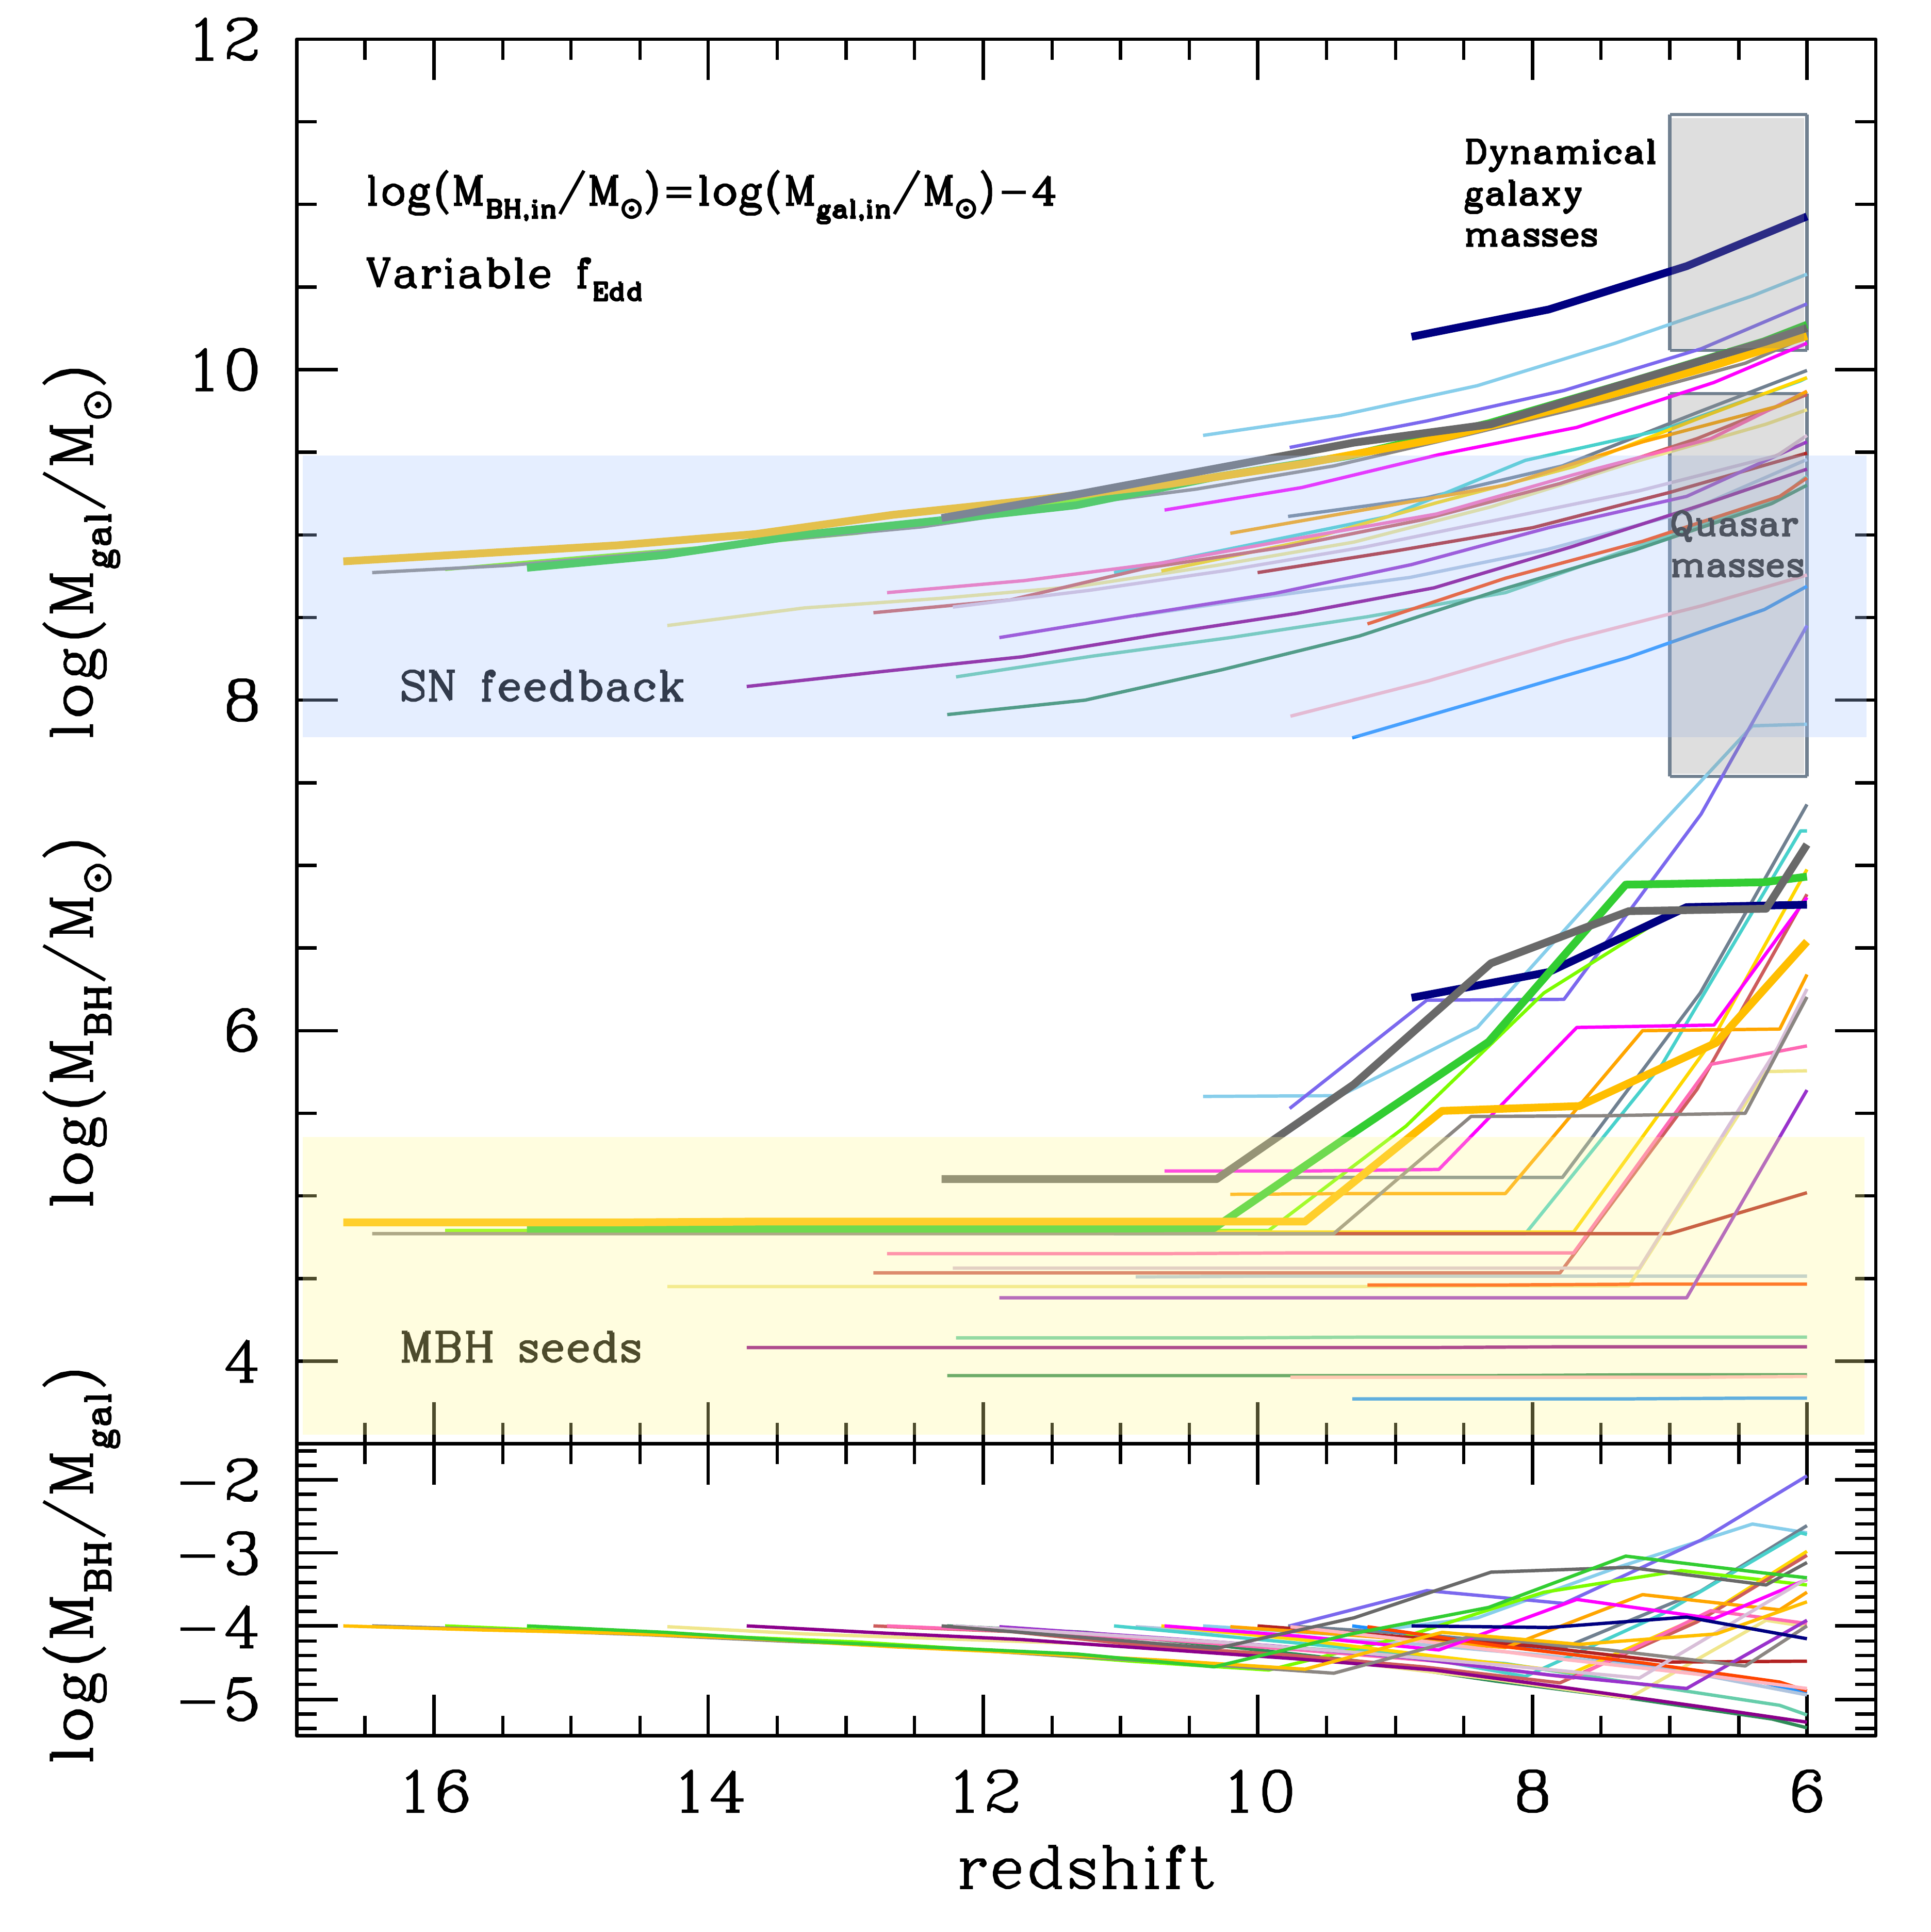 12
10
8
6
4
-2
-3
-4
-5
log(M_gal/M_⊙)
log(M_BH/M_⊙)
log(M_BH/M_gal)
log(M_BH,in/M_⊙)=log(M_gal,in/M_⊙)−4
Variable f_Edd
Dynamical
galaxy
masses
Quasar
masses
SN feedback
MBH seeds
16 14 12 10 8 6
redshift